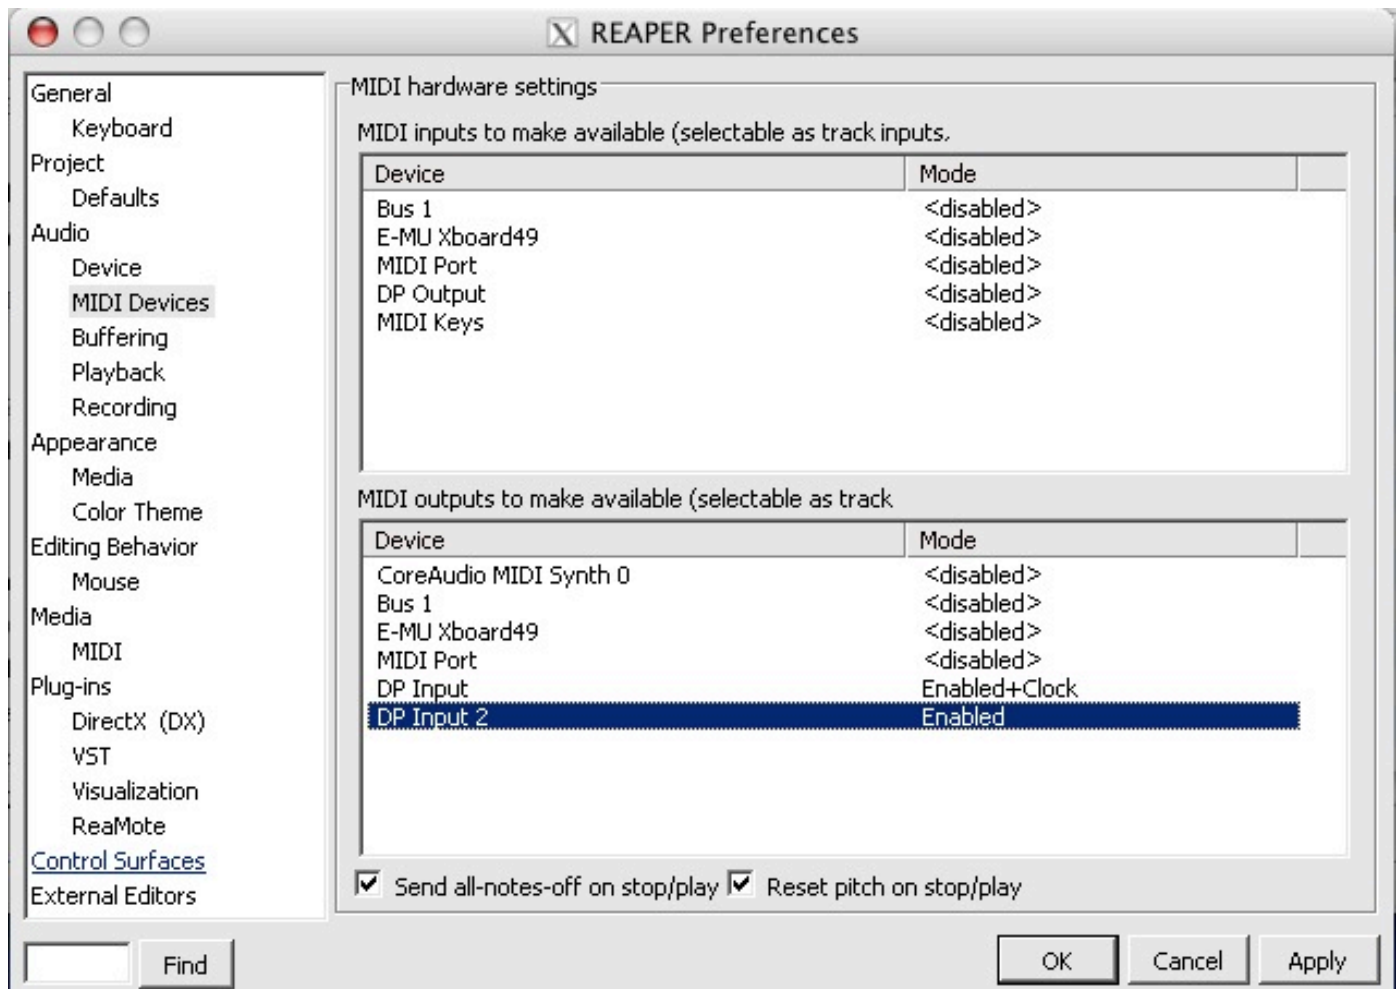 REAPER Preferences
General
Keyboard
Project
Defaults
Audio
Device
MIDI Devices
Buffering
Playback
Recording
Appearance
Media
Color Theme
Editing Behavior
Mouse
Media
MIDI
Plug-ins
DirectX (DX)
VST
Visualization
ReaMote
Control Surfaces
External Editors
Find
MIDI hardware settings
MIDI inputs to make available (selectable as track inputs,
Device Mode
Bus 1 <disabled>
E-MU Xboard49 <disabled>
MIDI Port <disabled>
DP Output <disabled>
MIDI Keys <disabled>
MIDI outputs to make available (selectable as track
Device Mode
CoreAudio MIDI Synth 0 <disabled>
Bus 1 <disabled>
E-MU Xboard49 <disabled>
MIDI Port <disabled>
DP Input Enabled+Clock
DP Input 2 Enabled
Send all-notes-off on stop/play Reset pitch on stop/play
OK Cancel Apply